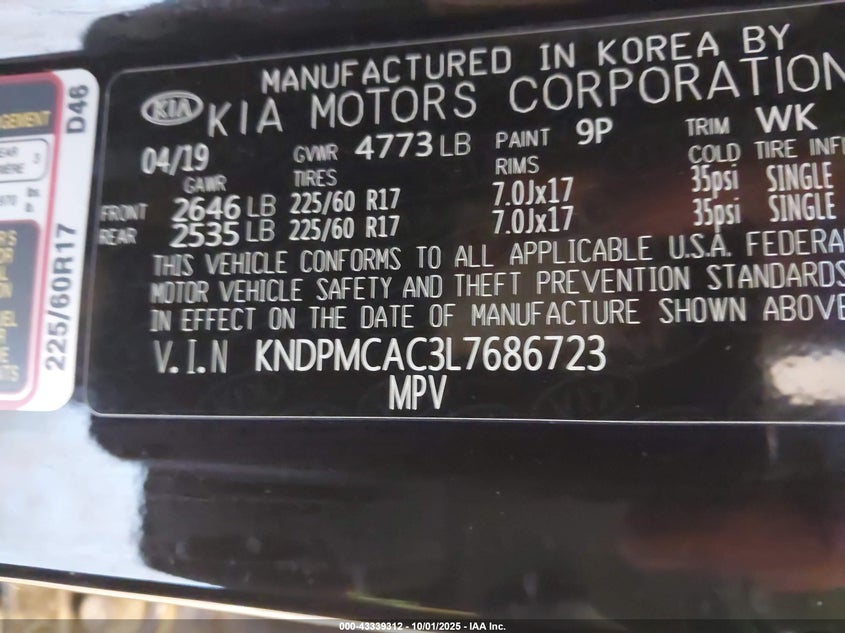 MANUFACTURED IN KOREA BY
KIA KIA MOTORS CORPORATION
04/19 GVWR 4773 LB PAINT 9P TRIM WK
GAWR TIRES RIMS COLD TIRE
FRONT 2646 LB 225/60 R17 7.0Jx17 35psi SINGLE
REAR 2535 LB 225/60 R17 7.0Jx17 35psi SINGLE
THIS VEHICLE CONFORMS TO ALL APPLICABLE U.S.A. FEDERAL
MOTOR VEHICLE SAFETY AND THEFT PREVENTION STANDARDS
IN EFFECT ON THE DATE OF MANUFACTURE SHOWN ABOVE
V.I.N KNDPMCAC3L7686723
MPV
225/60R17 D46
000-43339312 - 10/01/2025 - IAA Inc.